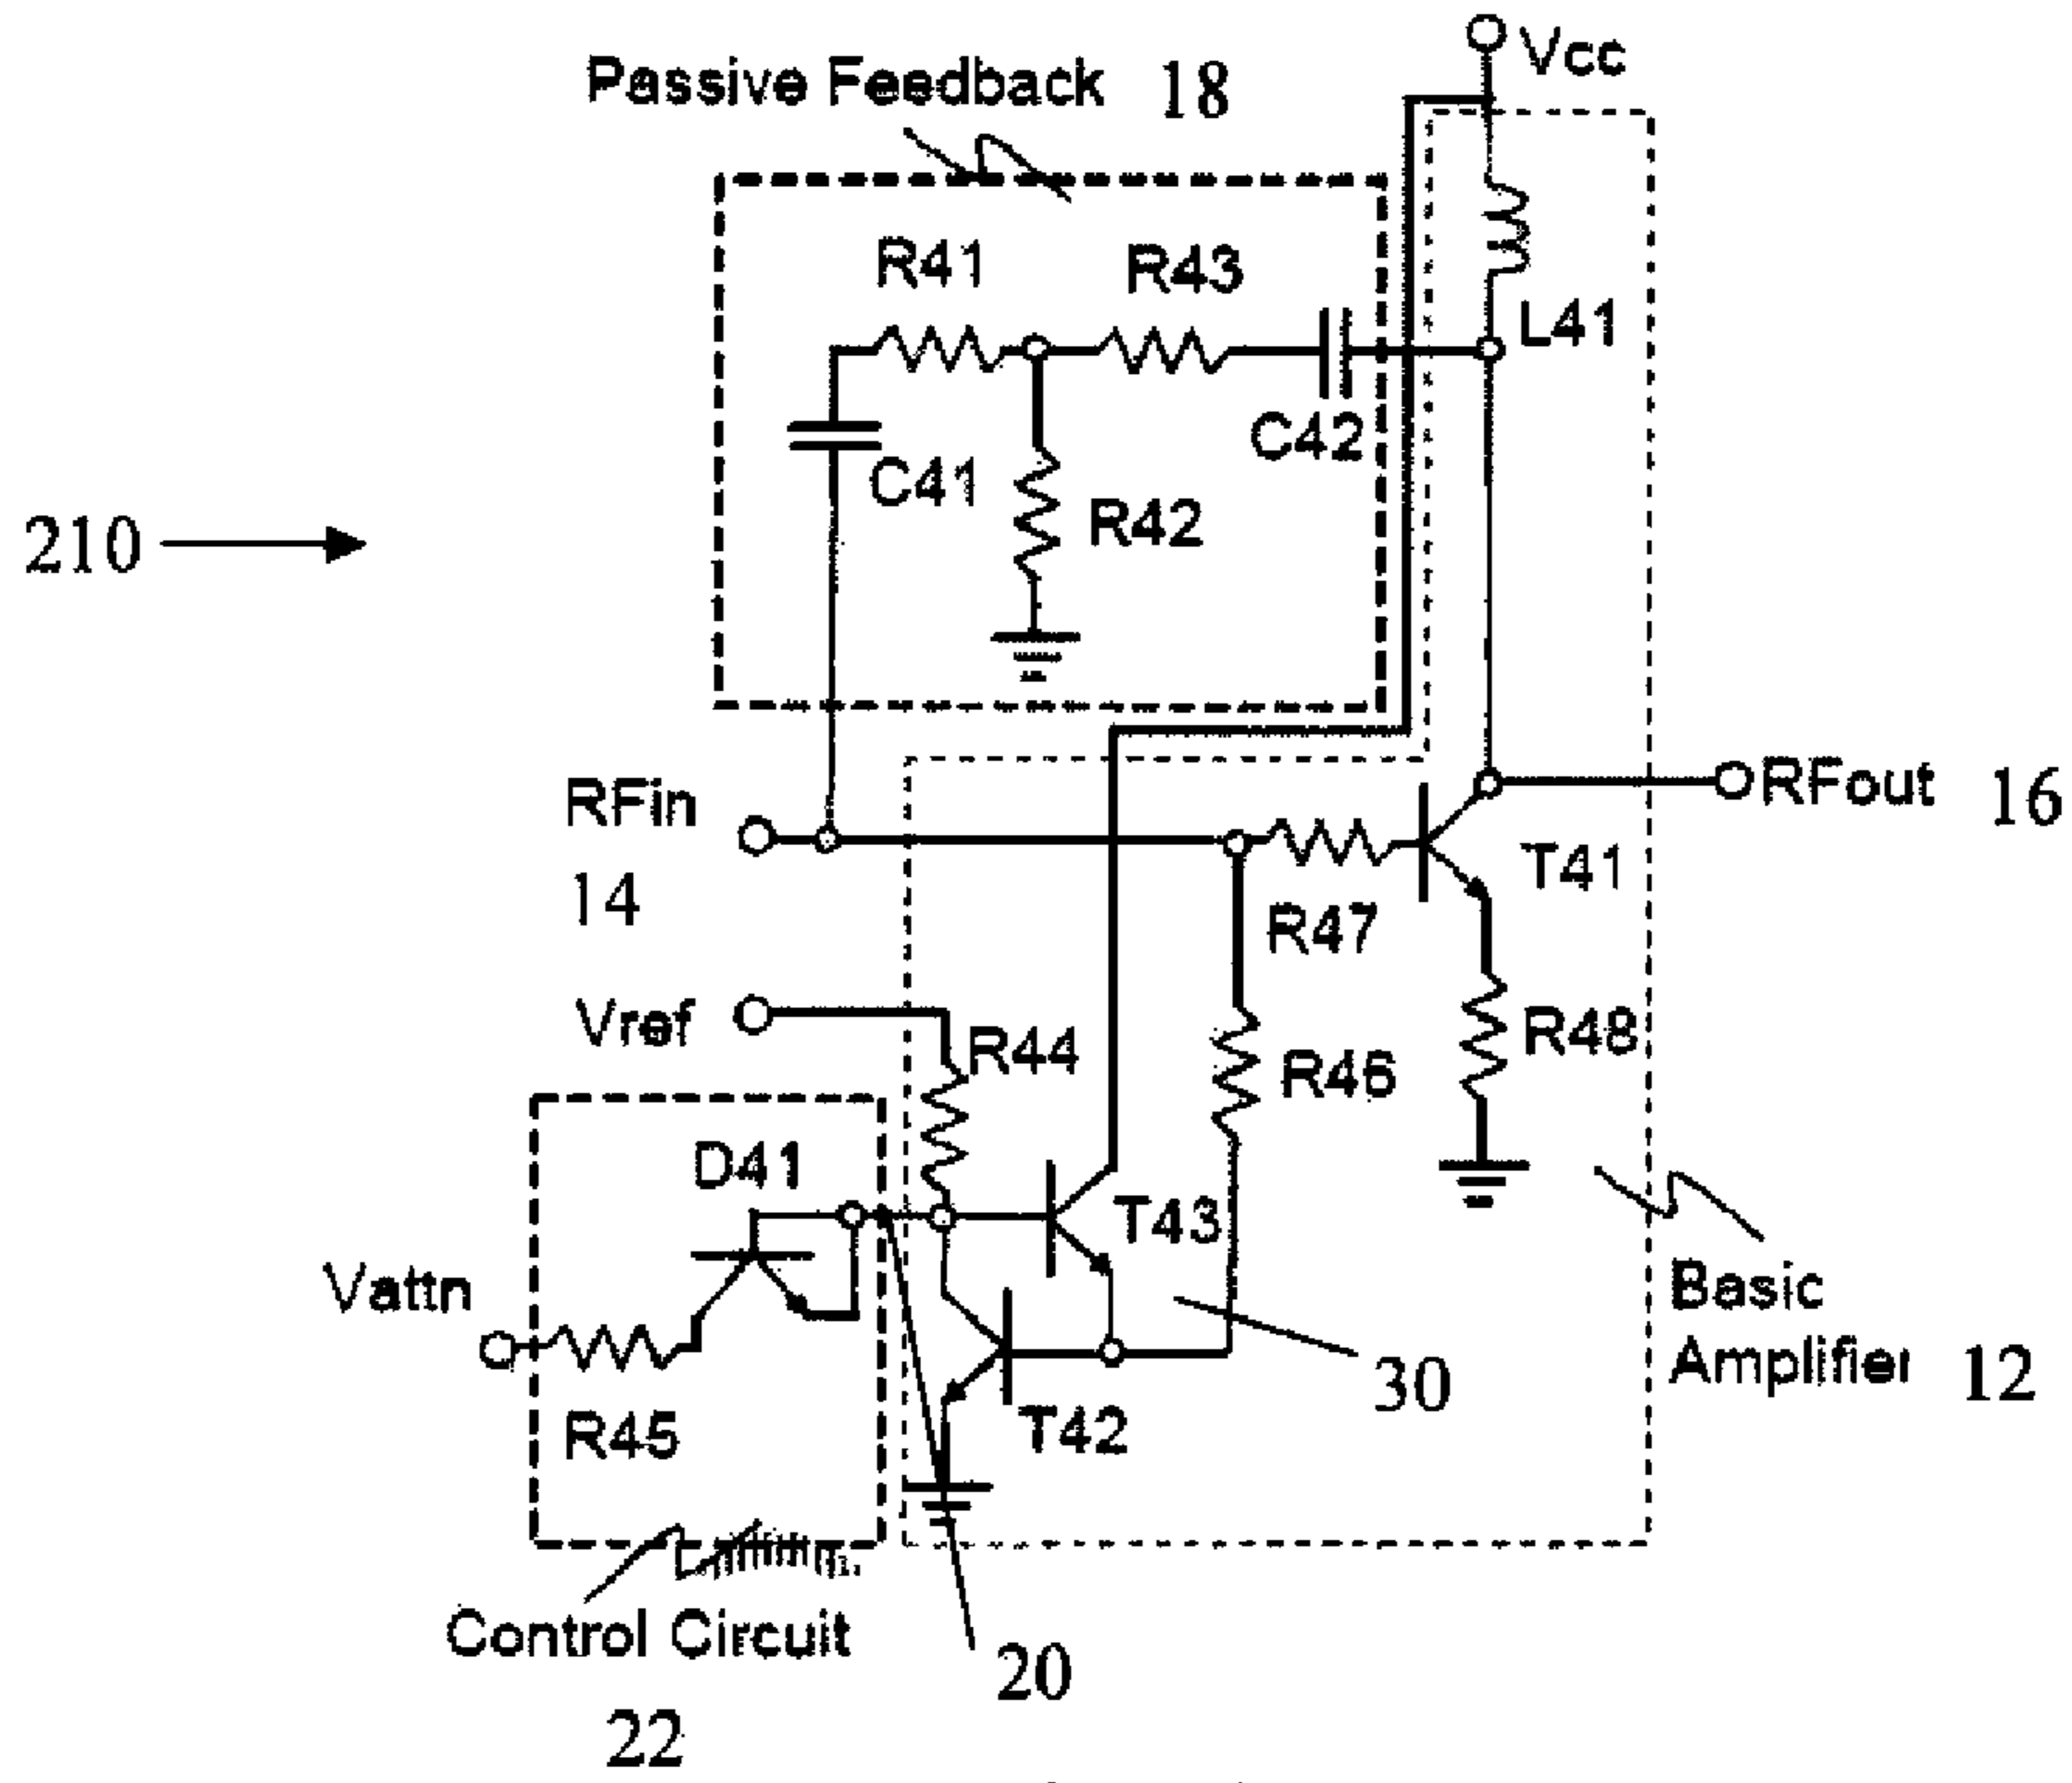 Vcc
Passive Feedback 18
R41
R43
L41
C42
C41
R42
210
RFin
14
RFout 16
T41
R47
Vref
R44
R48
R46
D41
T43
Vattn
Basic
Amplifier 12
30
R45
T42
Control Circuit
22
20